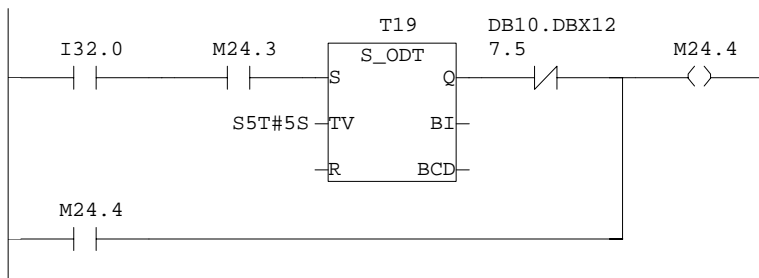 T19
DB10.DBX12
I32.0 M24.3 S_ODT 7.5 M24.4
S Q
S5T#5S TV BI
R BCD
M24.4